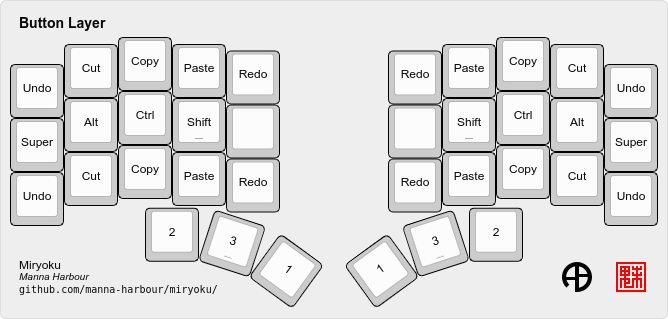 Button Layer
Undo Cut Copy Paste Redo Redo Paste Copy Cut Undo
Super Alt Ctrl Shift Shift Ctrl Alt Super
Undo Cut Copy Paste Redo Redo Paste Copy Cut Undo
2 3 1 1 3 2
Miryoku
Manna Harbour
github.com/manna-harbour/miryoku/